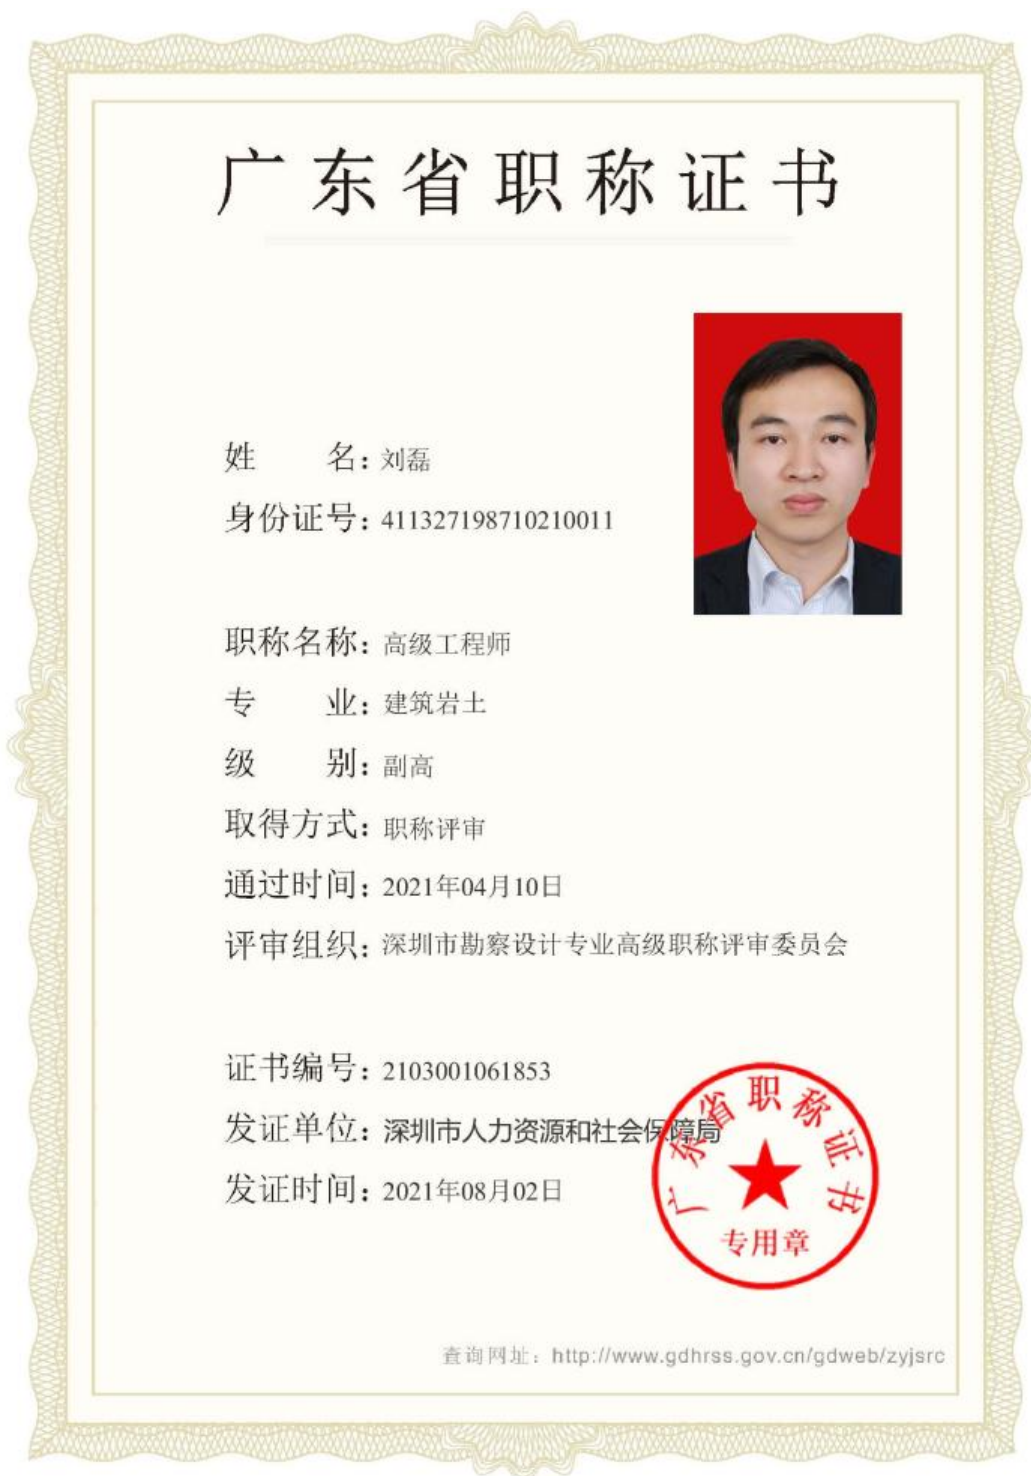 广东省职称证书
姓 名：刘磊
身份证号：411327198710210011
职称名称：高级工程师
专 业：建筑岩土
级 别：副高
取得方式：职称评审
通过时间：2021年04月10日
评审组织：深圳市勘察设计专业高级职称评审委员会
证书编号：2103001061853
发证单位：深圳市人力资源和社会保障局
发证时间：2021年08月02日
广东省职称证书
专用章
查询网址：http://www.gdhrss.gov.cn/gdweb/zyjsrc